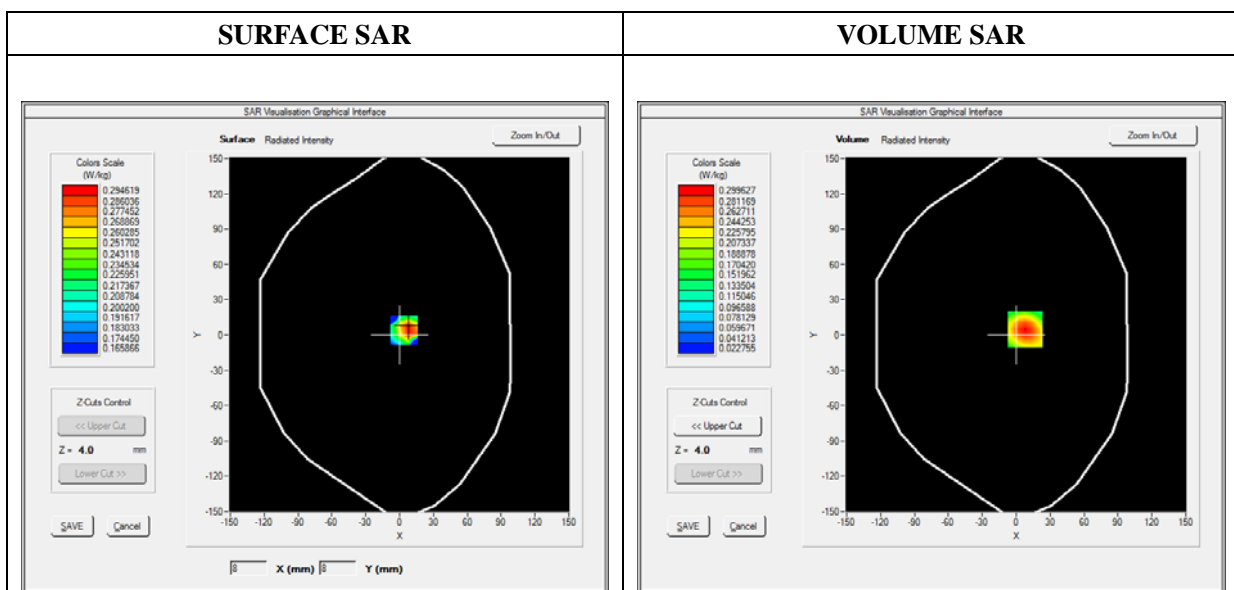 SURFACE SAR
VOLUME SAR
SAR Visualisation Graphical Interface
Surface Radiated Intensity
Zoom In/Out
Colors Scale
(W/kg)
0.294619
0.286036
0.277452
0.268869
0.260285
0.251702
0.243118
0.234534
0.225951
0.217367
0.208784
0.200200
0.191617
0.183033
0.174450
0.165866
Z-Cuts Control
<< Upper Cut
Z = 4.0 mm
Lower Cut >>
SAVE Cancel
150
120
90
60
30
0
-30
-60
-90
-120
-150
Y
-150 -120 -90 -60 -30 0 30 60 90 120 150
X
8 X (mm) 8 Y (mm)
SAR Visualisation Graphical Interface
Volume Radiated Intensity
Zoom In/Out
Colors Scale
(W/kg)
0.299627
0.281169
0.262711
0.244253
0.225795
0.207337
0.188878
0.170420
0.151962
0.133504
0.115046
0.096588
0.078129
0.059671
0.041213
0.022755
Z-Cuts Control
<< Upper Cut
Z = 4.0 mm
Lower Cut >>
SAVE Cancel
150
120
90
60
30
0
-30
-60
-90
-120
-150
Y
-150 -120 -90 -60 -30 0 30 60 90 120 150
X